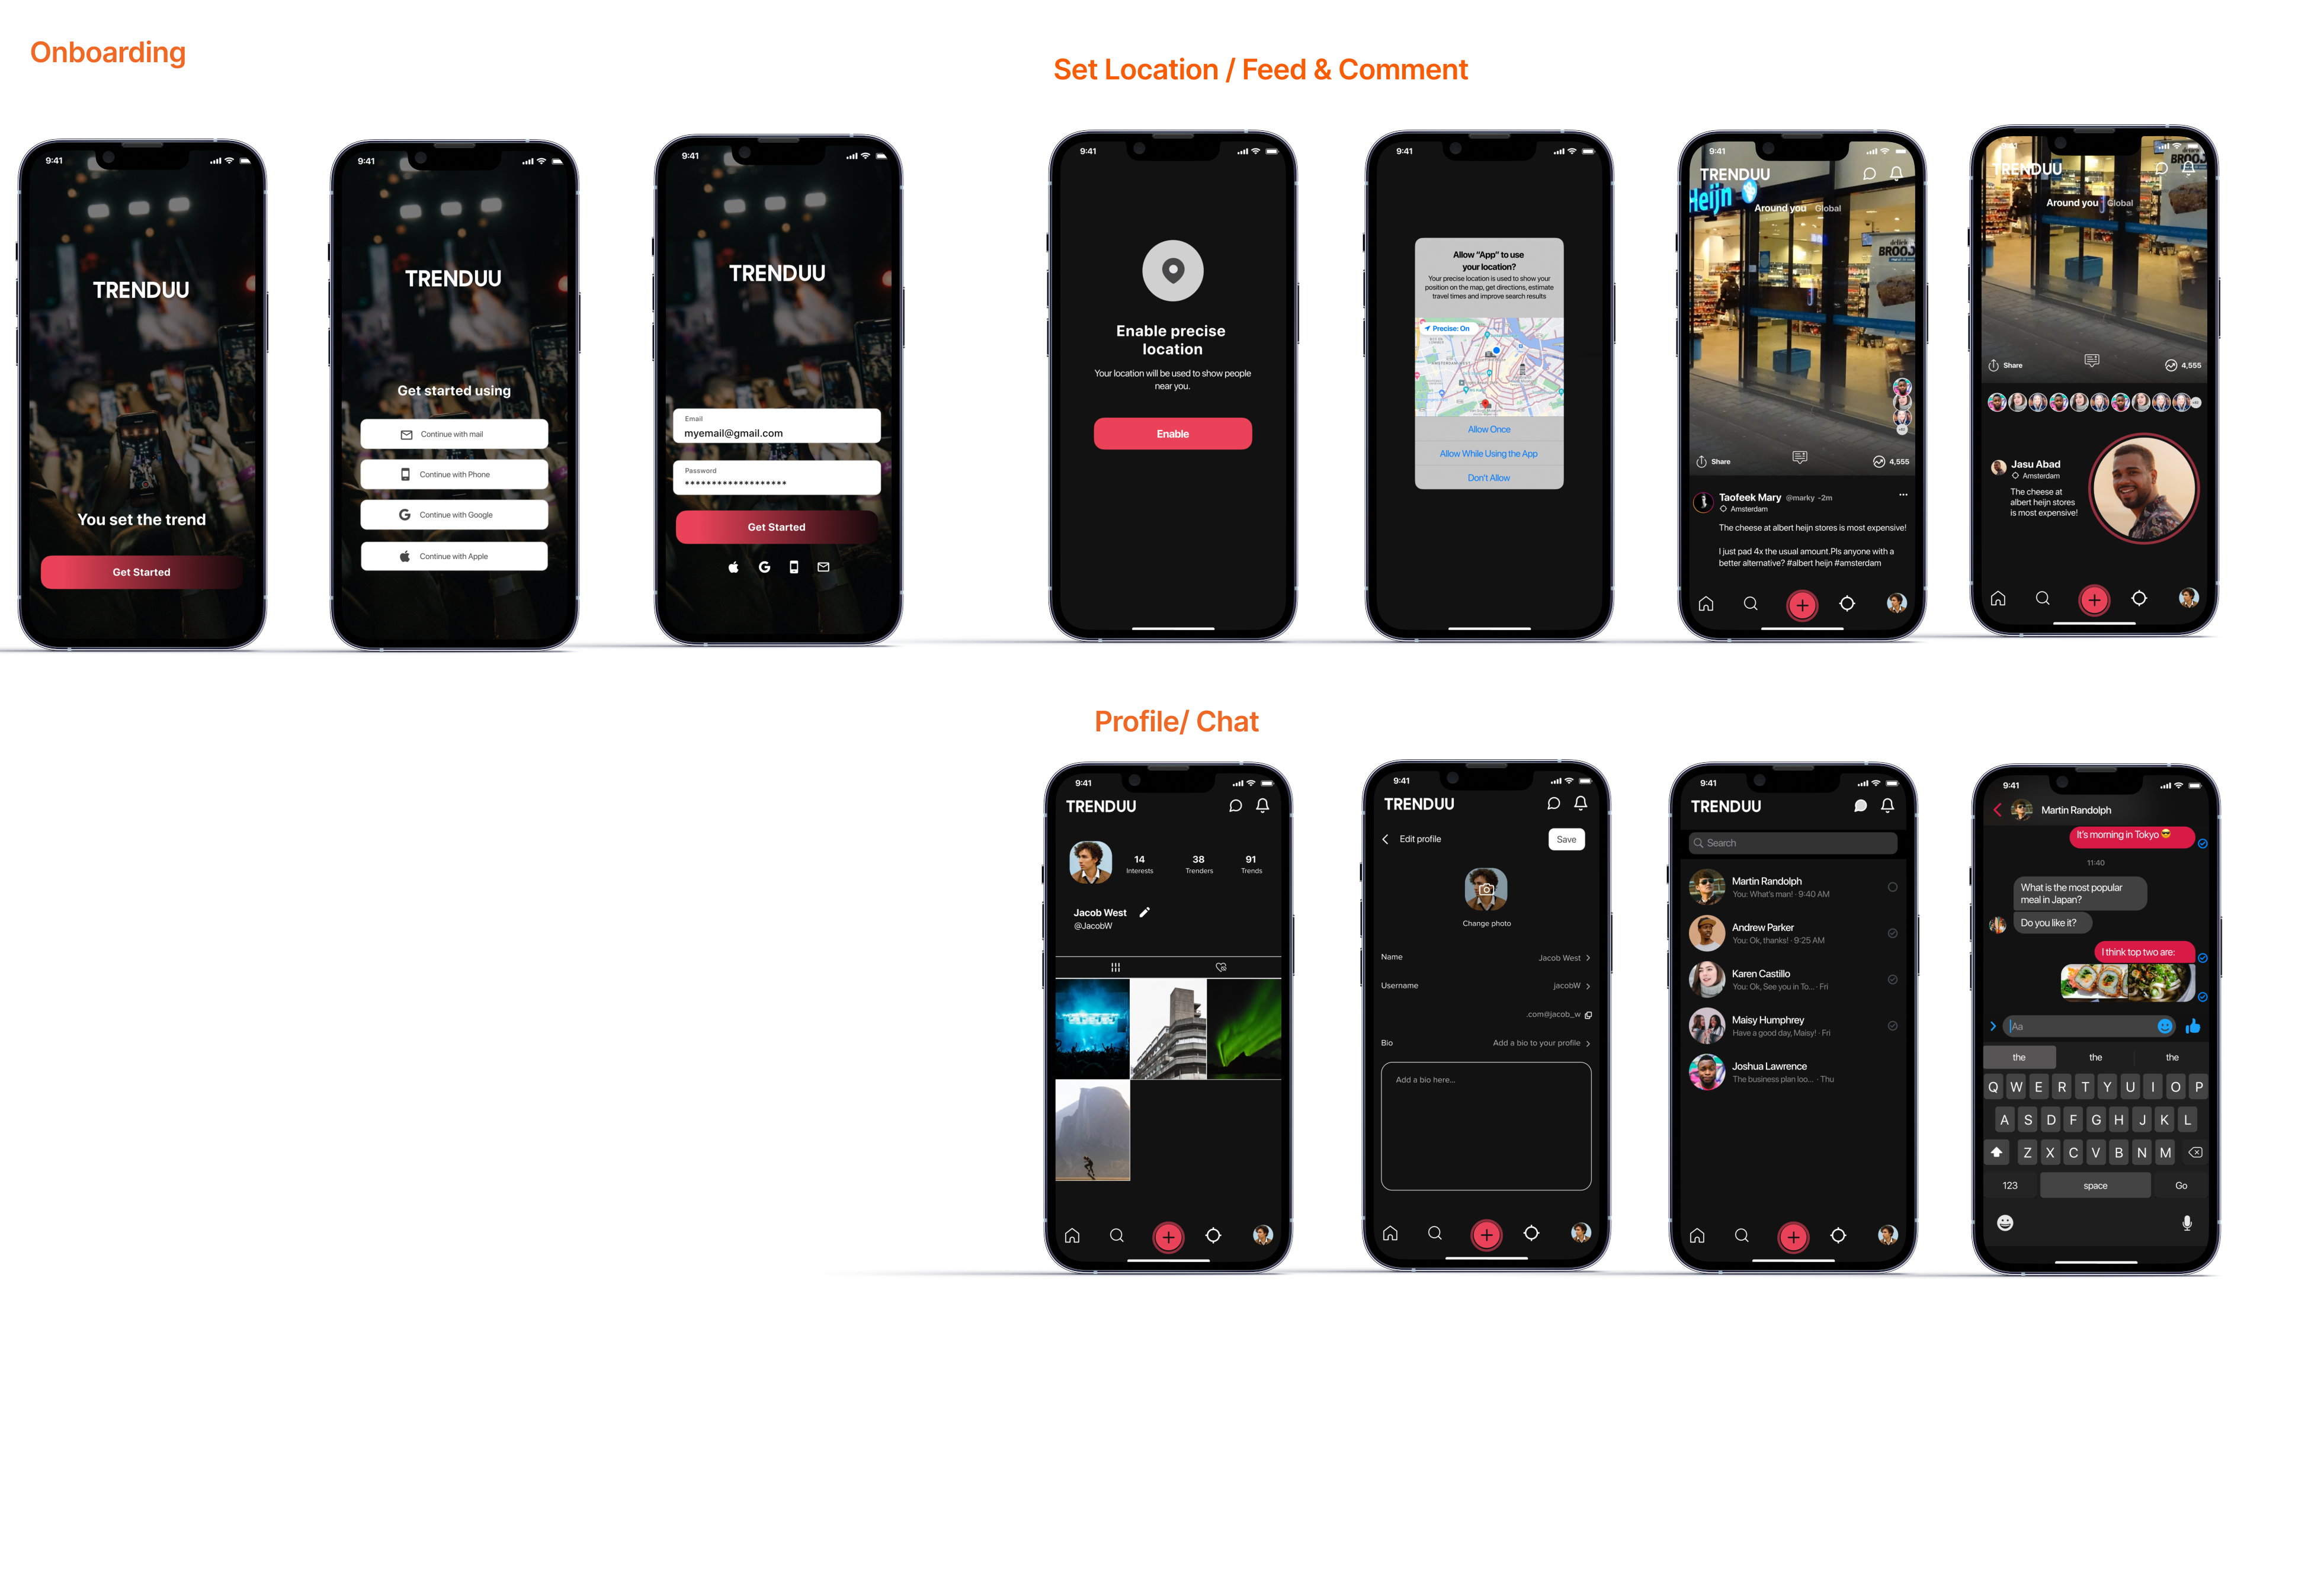 Onboarding
Set Location / Feed & Comment
9:41
TRENDUU
You set the trend
Get Started
9:41
TRENDUU
Get started using
Continue with mail
Continue with Phone
Continue with Google
Continue with Apple
9:41
TRENDUU
Email
myemail@gmail.com
Password
*******************
Get Started
9:41
Enable precise
location
Your location will be used to show people
near you.
Enable
9:41
Allow “App” to use
your location?
Your precise location is used to show your
position on the map, get directions, estimate
travel times and improve search results
Precise: On
Allow Once
Allow While Using the App
Don't Allow
9:41
TRENDUU
Heijn
Around you Global
BROOJ
Share
4,555
Taofeek Mary @marky -2m
Amsterdam
The cheese at albert heijn stores is most expensive!
I just pad 4x the usual amount.Pls anyone with a
better alternative? #albert heijn #amsterdam
9:41
BROOJ
TRENDUU
Around you Global
Share
4,555
Jasu Abad
Amsterdam
The cheese at
albert heijn stores
is most expensive!
Profile/ Chat
9:41
TRENDUU
14
Interests
38
Trenders
91
Trends
Jacob West
@JacobW
9:41
TRENDUU
Edit profile
Save
Change photo
Name
Jacob West
Username
jacobW
.com@jacob_w
Bio
Add a bio to your profile
Add a bio here...
9:41
TRENDUU
Search
Martin Randolph
You: What's man! · 9:40 AM
Andrew Parker
You: Ok, thanks! · 9:25 AM
Karen Castillo
You: Ok, See you in To... · Fri
Maisy Humphrey
Have a good day, Maisy! · Fri
Joshua Lawrence
The business plan loo... · Thu
9:41
Martin Randolph
It's morning in Tokyo 😎
11:40
What is the most popular
meal in Japan?
Do you like it?
I think top two are:
Aa
the the the
Q W E R T Y U I O P
A S D F G H J K L
Z X C V B N M
123 space Go